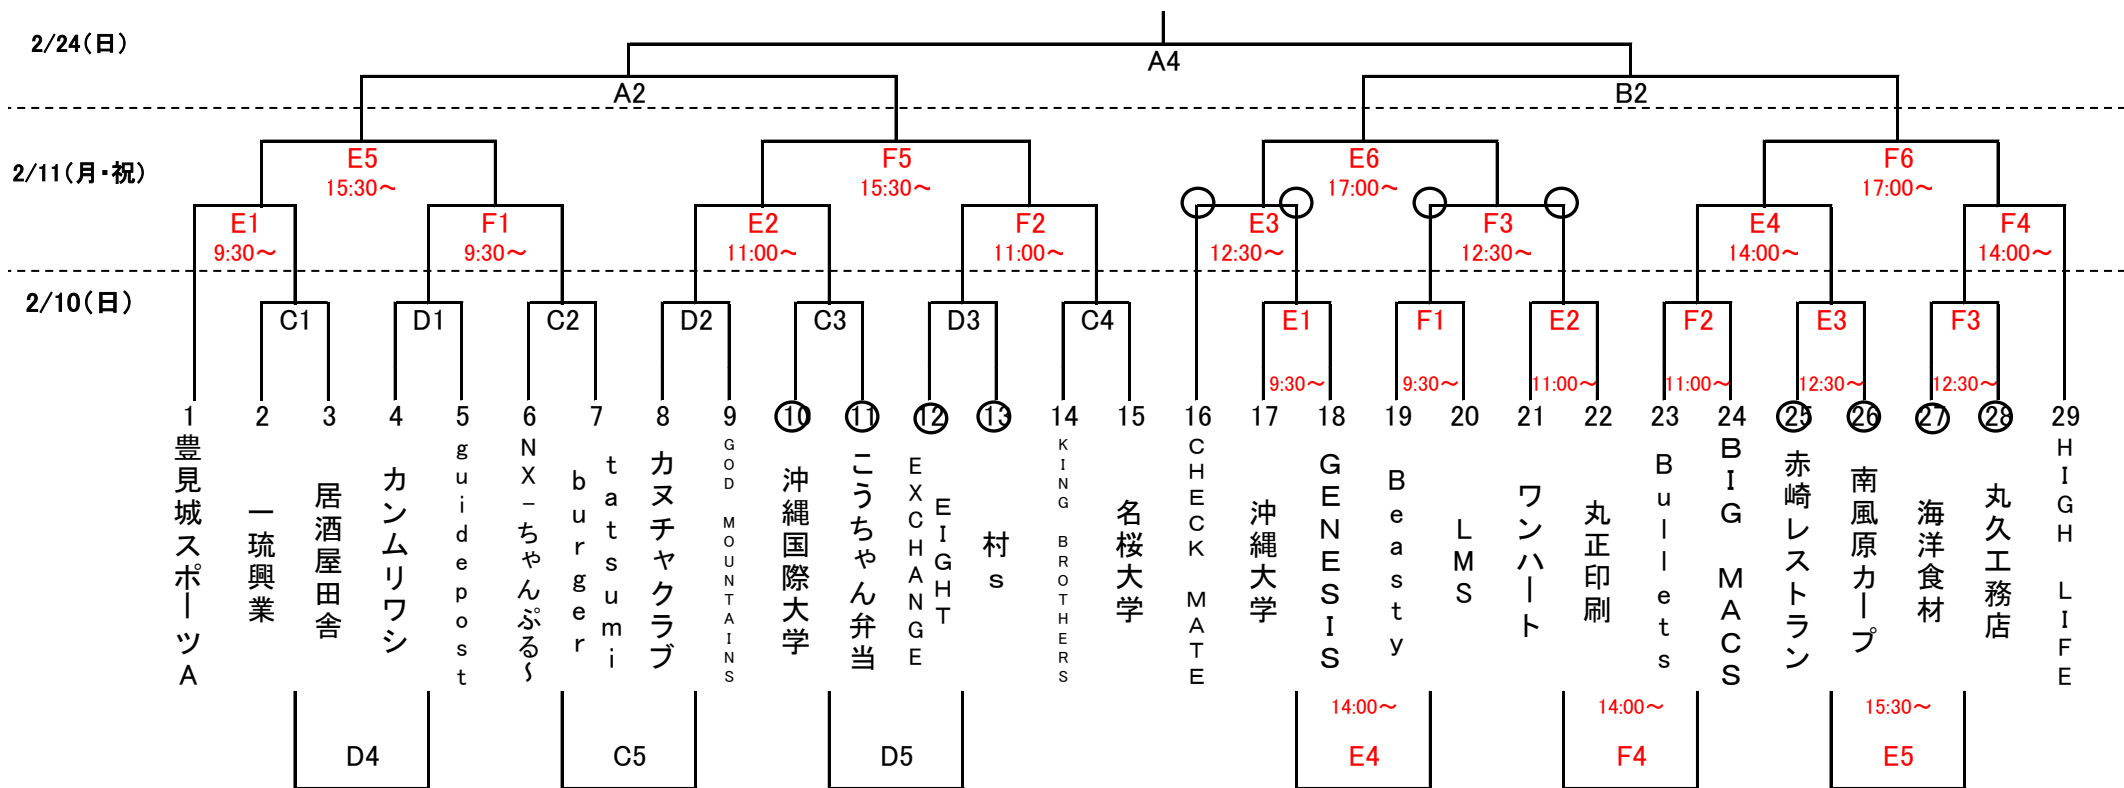 2/24(日)
A4
A2
B2
2/11(月・祝)
E5
15:30～
F5
15:30～
E6
17:00～
F6
17:00～
E1
9:30～
F1
9:30～
E2
11:00～
F2
11:00～
E3
12:30～
F3
12:30～
E4
14:00～
F4
14:00～
2/10(日)
C1
D1
C2
D2
C3
D3
C4
E1
9:30～
F1
9:30～
E2
11:00～
F2
11:00～
E3
12:30～
F3
12:30～
1
豊見城スポーツA
2
一琉興業
3
居酒屋田舎
4
カンムリワシ
5
guidepost
6
NX-ちゃんぷる～
7
tatsumi
burger
8
カヌチャクラブ
9
GOD MOUNTAINS
10
沖縄国際大学
11
こうちゃん弁当
12
EIGHT
EXCHANGE
13
村s
14
KING BROTHERS
15
名桜大学
16
CHECK MATE
17
沖縄大学
18
GENESIS
19
Beasty
20
LMS
21
ワンハート
22
丸正印刷
23
Bullets
24
BIG MACS
25
赤崎レストラン
26
南風原カープ
27
海洋食材
28
丸久工務店
29
HIGH LIFE
D4
C5
D5
14:00～
E4
14:00～
F4
15:30～
E5